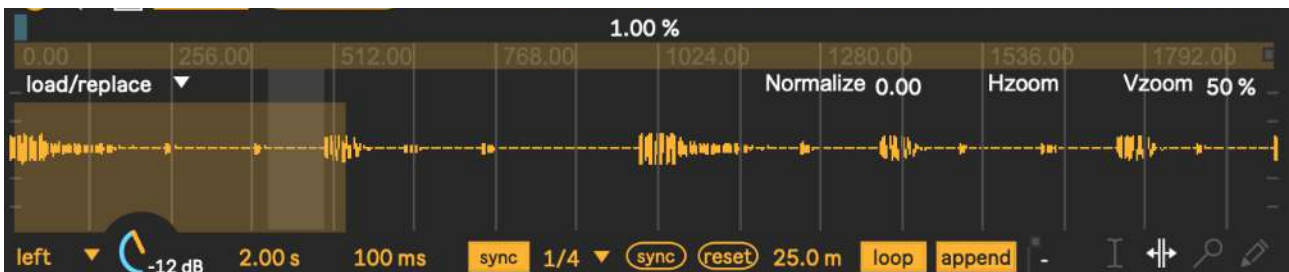 1.00 %
0.00 256.00 512.00 768.00 1024.00 1280.00 1536.00 1792.00
load/replace Normalize 0.00 Hzoom Vzoom 50 %
left -12 dB 2.00 s 100 ms sync 1/4 sync reset 25.0 m loop append -